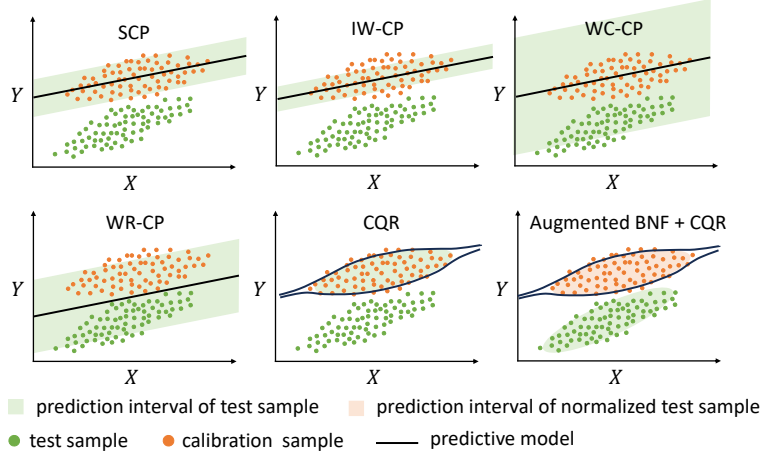 SCP
IW-CP
WC-CP
Y
X
Y
X
Y
X
WR-CP
CQR
Augmented BNF + CQR
Y
X
Y
X
Y
X
prediction interval of test sample
prediction interval of normalized test sample
test sample
calibration sample
predictive model